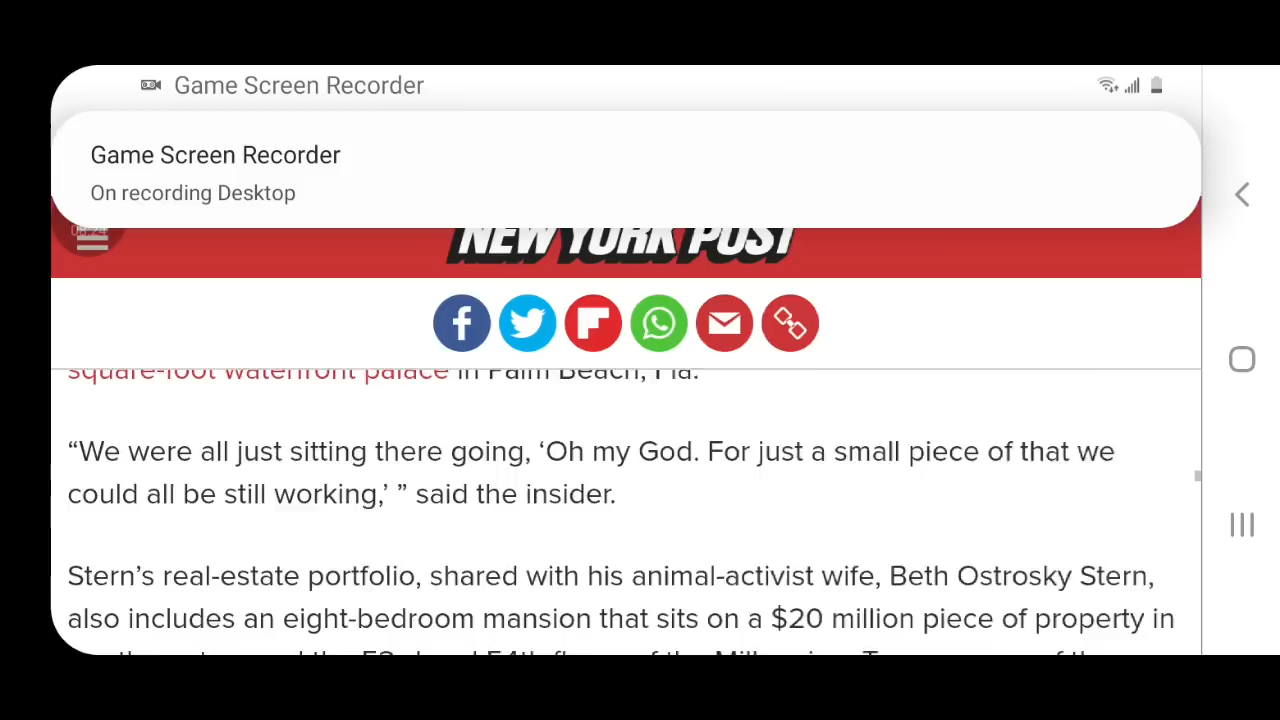 Game Screen Recorder
Game Screen Recorder
On recording Desktop
NEW YORK POST
square-foot waterfront palace in Palm Beach, Fla.
“We were all just sitting there going, ‘Oh my God. For just a small piece of that we
could all be still working,’ ” said the insider.
Stern’s real-estate portfolio, shared with his animal-activist wife, Beth Ostrosky Stern,
also includes an eight-bedroom mansion that sits on a $20 million piece of property in